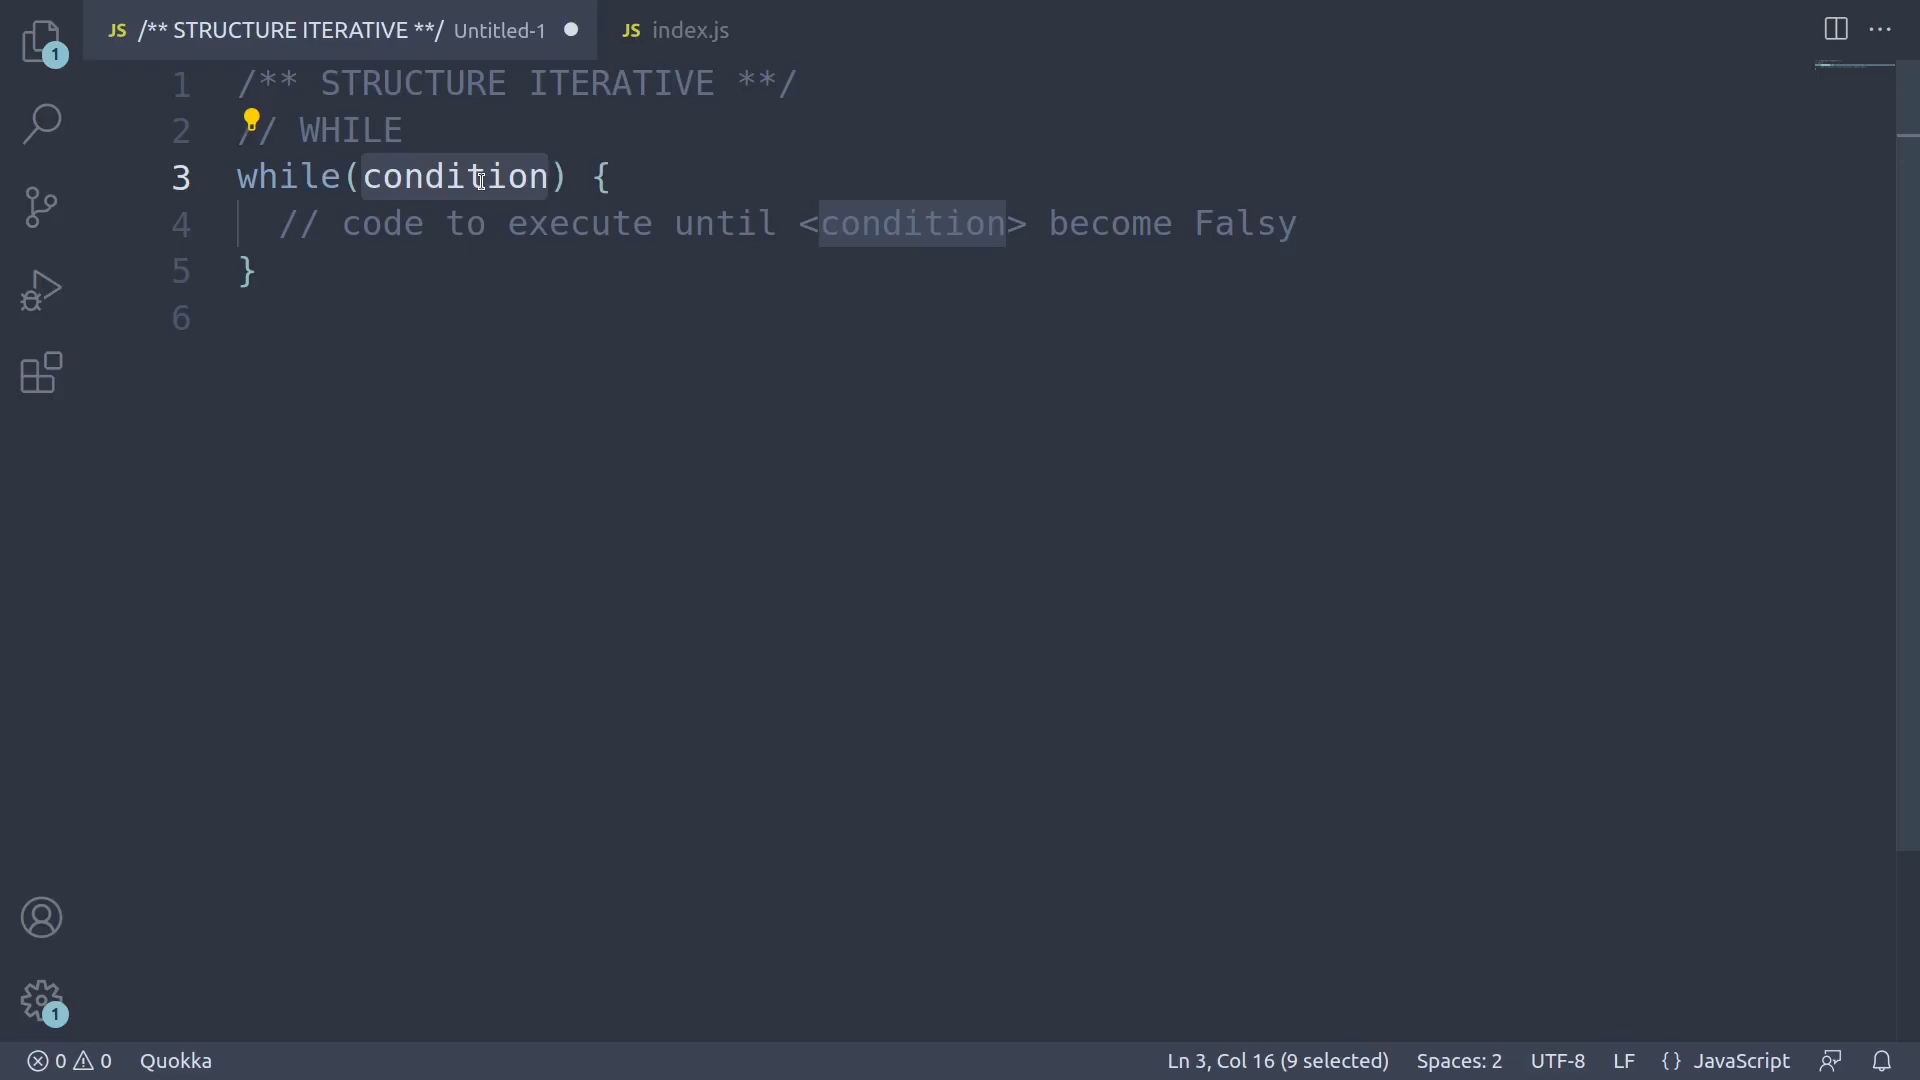 JS /** STRUCTURE ITERATIVE **/ Untitled-1 JS index.js
1
1 /** STRUCTURE ITERATIVE **/
2 // WHILE
3 while(condition) {
4 // code to execute until <condition> become Falsy
5 }
6
1
0 0 Quokka Ln 3, Col 16 (9 selected) Spaces: 2 UTF-8 LF {} JavaScript